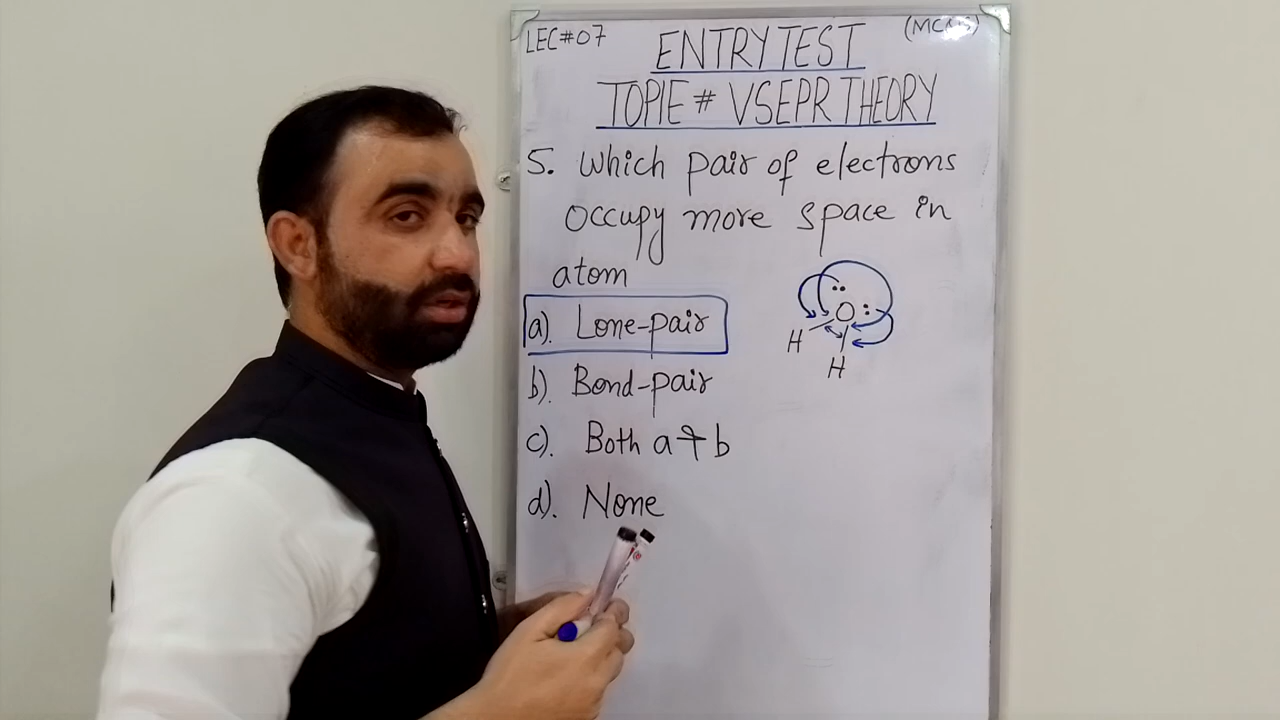 LEC#07
(MCQS)
ENTRY TEST
TOPIE # VSEPR THEORY
5. Which pair of electrons
occupy more space in
atom
a). Lone-pair
b). Bond-pair
c). Both a & b
d). None
O
H
H